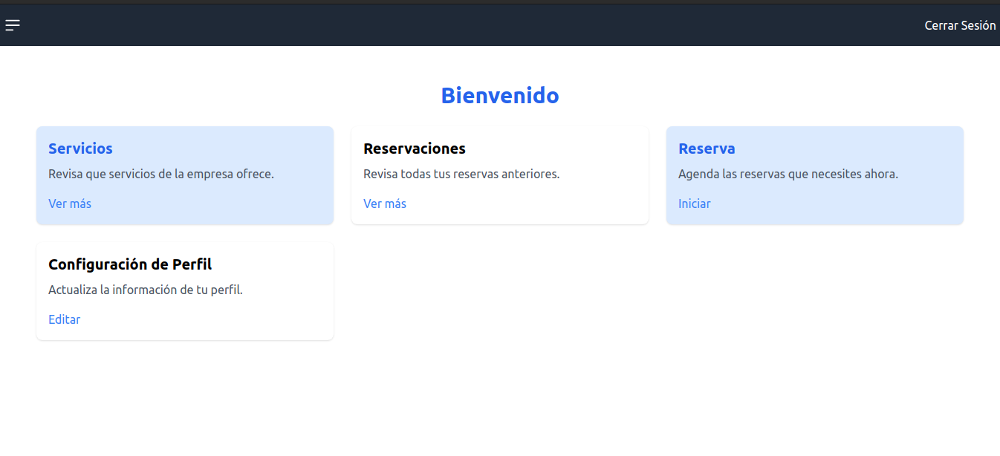 Cerrar Sesión
Bienvenido
Servicios
Revisa que servicios de la empresa ofrece.
Ver más
Reservaciones
Revisa todas tus reservas anteriores.
Ver más
Reserva
Agenda las reservas que necesites ahora.
Iniciar
Configuración de Perfil
Actualiza la información de tu perfil.
Editar